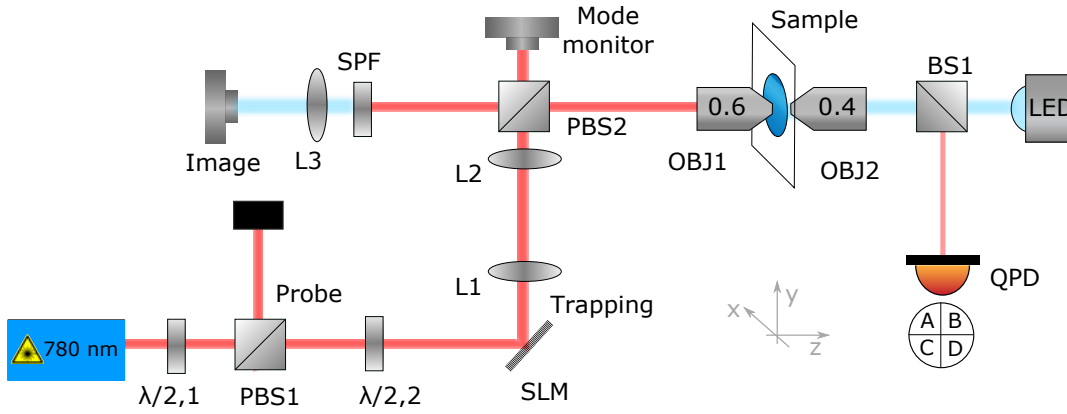 Mode
monitor
Sample
SPF
BS1
0.6
0.4
LED
PBS2
Image
L3
OBJ1
OBJ2
L2
Probe
L1
Trapping
QPD
y
x
z
780 nm
A B
C D
λ/2,1
PBS1
λ/2,2
SLM